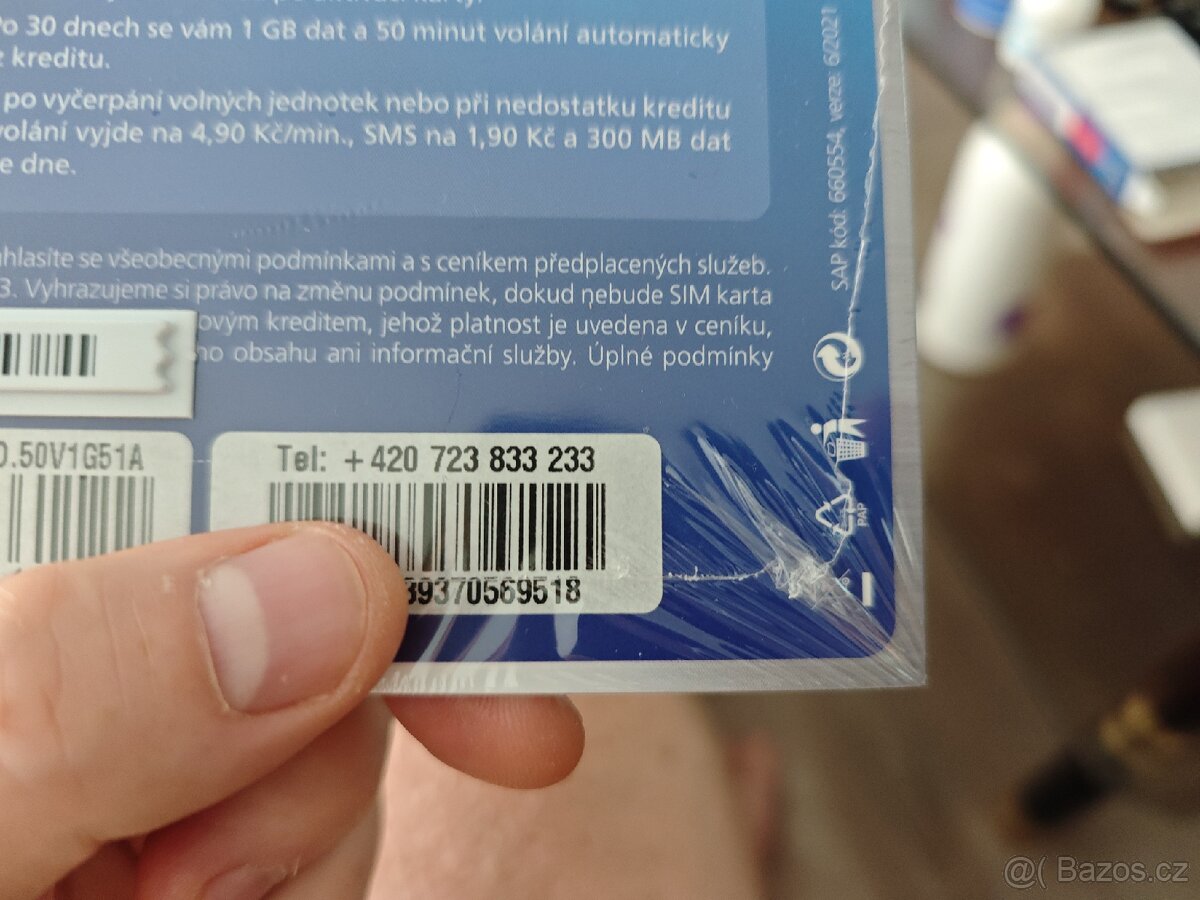 Po 30 dnech se vám 1 GB dat a 50 minut volání automaticky
z kreditu.
po vyčerpání volných jednotek nebo při nedostatku kreditu
volání vyjde na 4,90 Kč/min., SMS na 1,90 Kč a 300 MB dat
dne.
se všeobecnými podmínkami a s ceníkem předplacených služeb.
3. Vyhrazujeme si právo na změnu podmínek, dokud nebude SIM karta
ovým kreditem, jehož platnost je uvedena v ceníku,
ho obsahu ani informační služby. Úplné podmínky
SAP kód: 660554, verze: 6/2021
.50V1G51A
Tel: +420 723 833 233
39370569518
PAP
@( Bazos.cz